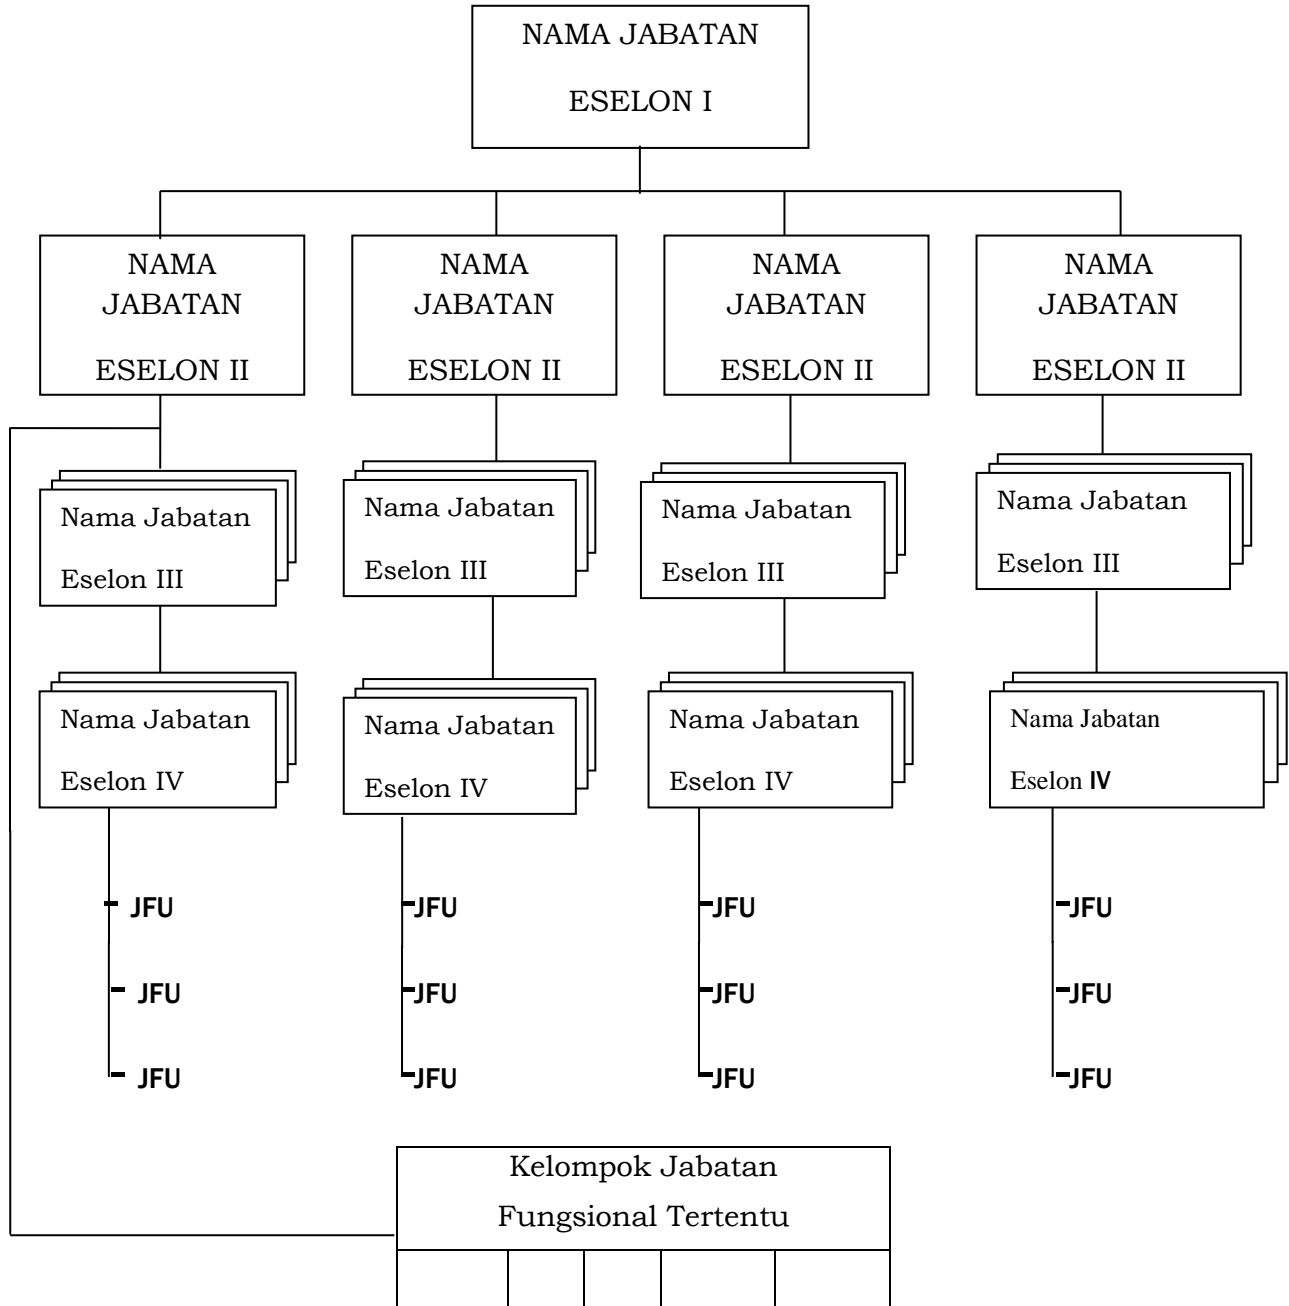 NAMA JABATAN
ESELON I
NAMA
JABATAN
ESELON II
NAMA
JABATAN
ESELON II
NAMA
JABATAN
ESELON II
NAMA
JABATAN
ESELON II
Nama Jabatan
Eselon III
Nama Jabatan
Eselon III
Nama Jabatan
Eselon III
Nama Jabatan
Eselon III
Nama Jabatan
Eselon IV
Nama Jabatan
Eselon IV
Nama Jabatan
Eselon IV
Nama Jabatan
Eselon IV
JFU
JFU
JFU
JFU
JFU
JFU
JFU
JFU
JFU
JFU
JFU
JFU
Kelompok Jabatan
Fungsional Tertentu